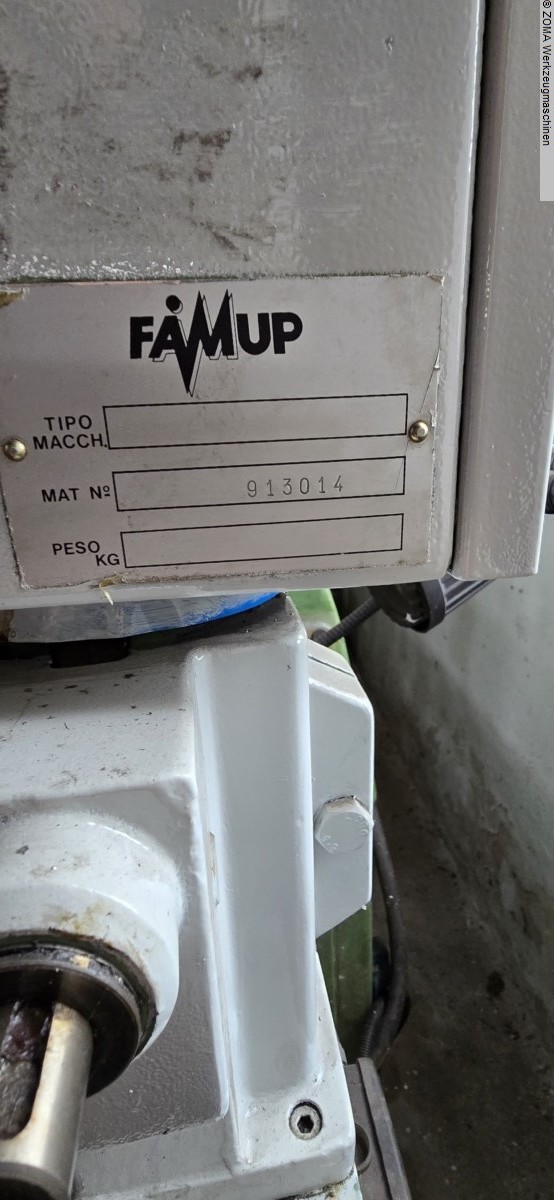 FAMUP
TIPO
MACCH.
MAT Nº 913014
PESO
KG
© ZOMA Werkzeugmaschinen